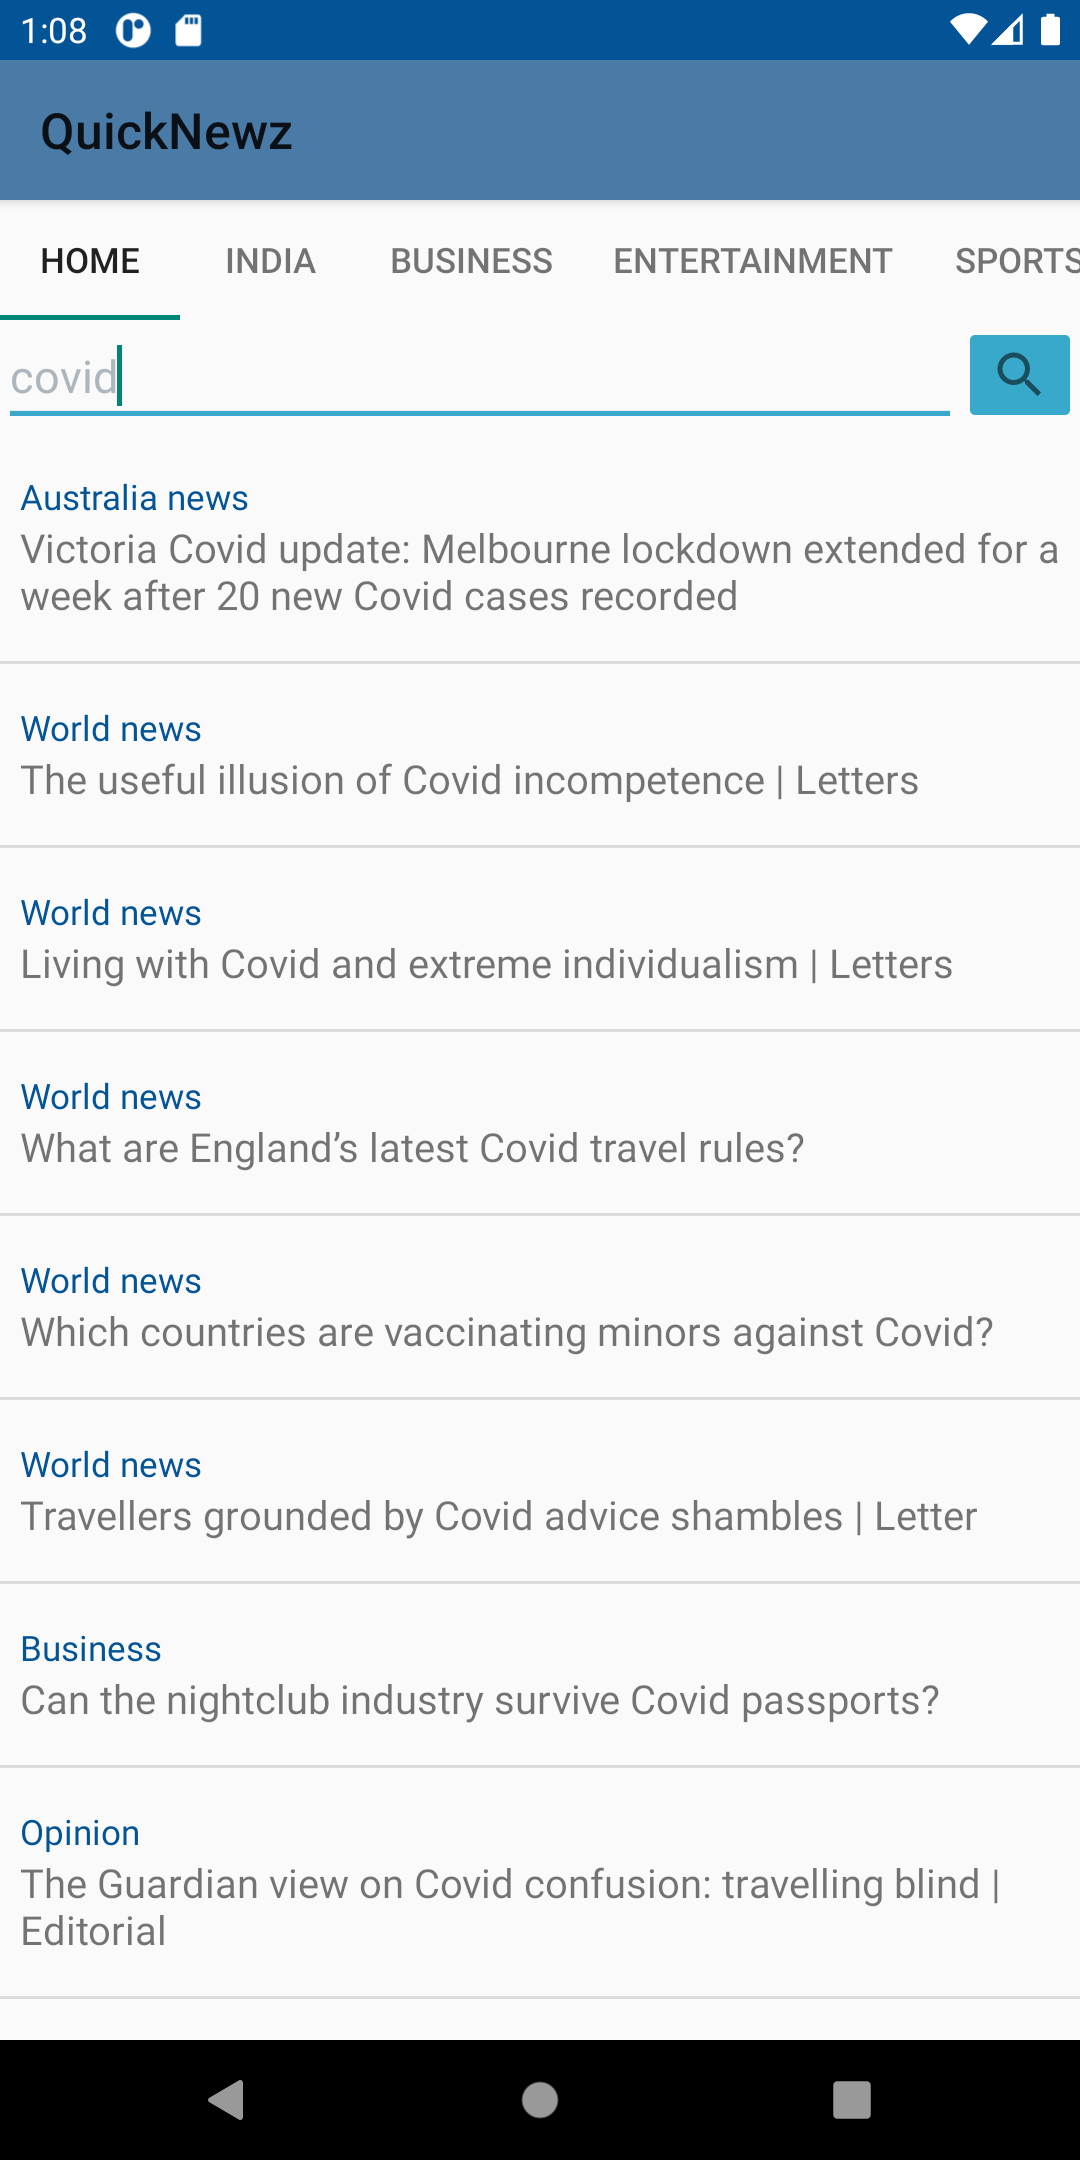 1:08
QuickNewz
HOME INDIA BUSINESS ENTERTAINMENT SPORTS
covid
Australia news
Victoria Covid update: Melbourne lockdown extended for a
week after 20 new Covid cases recorded
World news
The useful illusion of Covid incompetence | Letters
World news
Living with Covid and extreme individualism | Letters
World news
What are England’s latest Covid travel rules?
World news
Which countries are vaccinating minors against Covid?
World news
Travellers grounded by Covid advice shambles | Letter
Business
Can the nightclub industry survive Covid passports?
Opinion
The Guardian view on Covid confusion: travelling blind |
Editorial